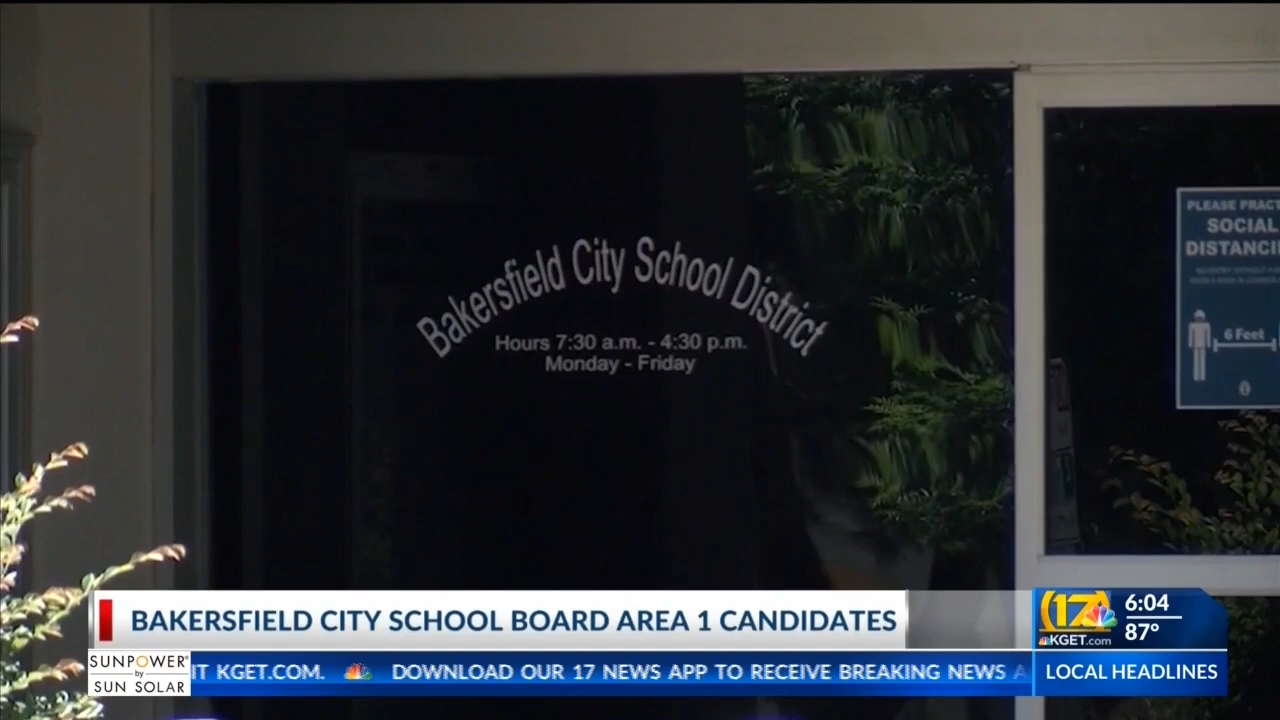 Bakersfield City School District
Hours 7:30 a.m. - 4:30 p.m.
Monday - Friday
PLEASE PRACT
SOCIAL
DISTANCI
6 Feet
BAKERSFIELD CITY SCHOOL BOARD AREA 1 CANDIDATES
17
KGET.com
6:04
87°
SUNPOWER®
by
SUN SOLAR
IT KGET.COM. DOWNLOAD OUR 17 NEWS APP TO RECEIVE BREAKING NEWS A
LOCAL HEADLINES